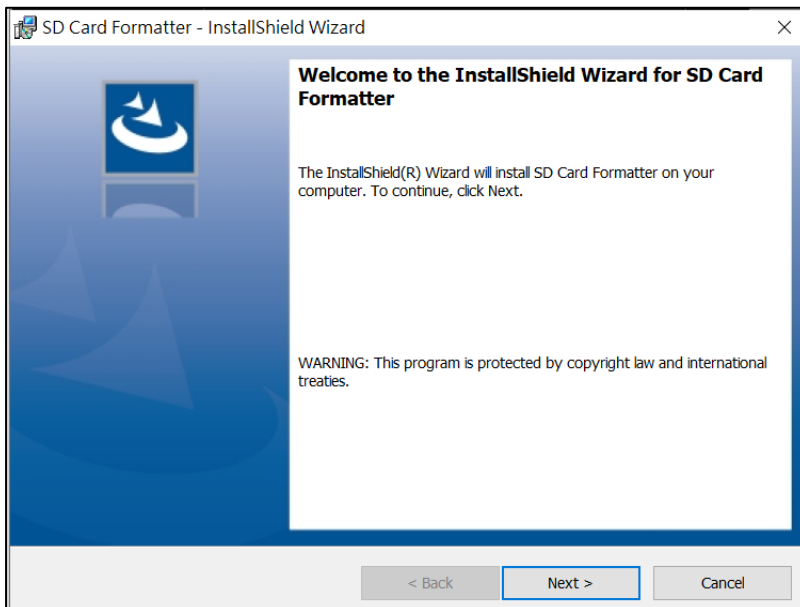 SD Card Formatter - InstallShield Wizard
Welcome to the InstallShield Wizard for SD Card
Formatter
The InstallShield(R) Wizard will install SD Card Formatter on your
computer. To continue, click Next.
WARNING: This program is protected by copyright law and international
treaties.
< Back
Next >
Cancel